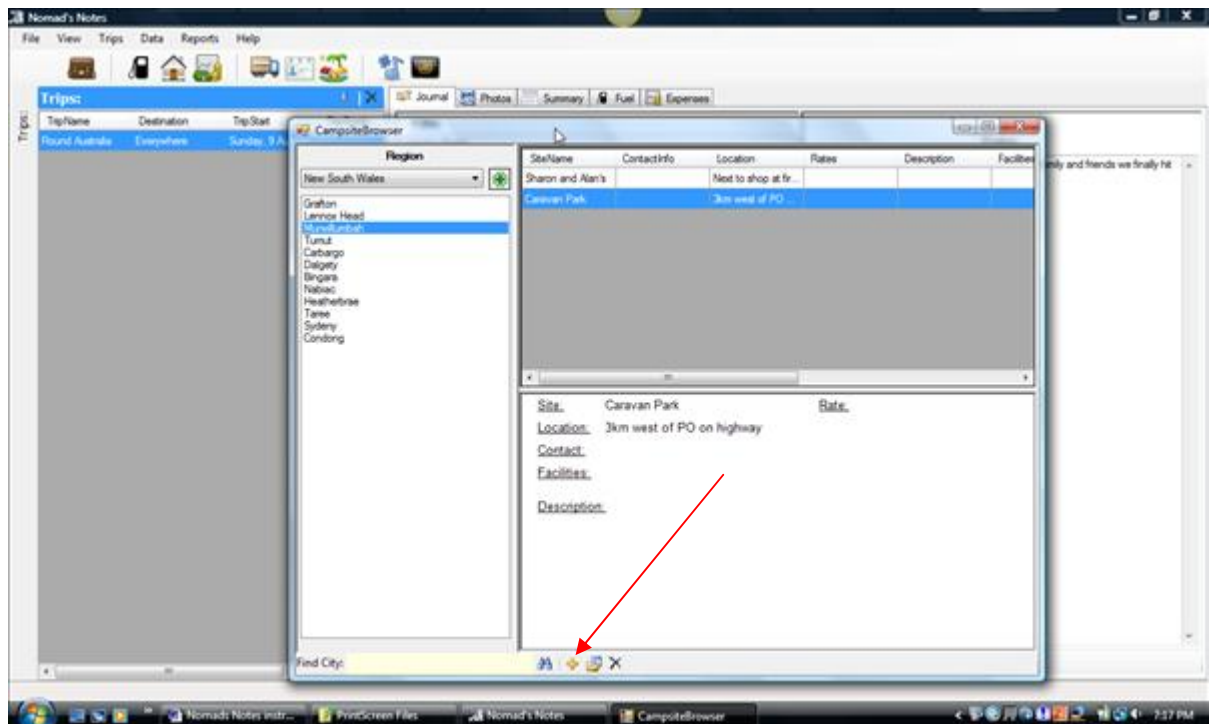 Nomad's Notes
File View Trips Data Reports Help
Trips:
Journal Photos Summary Fuel Expenses
Trips:
TripName Destination TripStart
Round Australia Everywhere Sunday, 9 A
CampsiteBrowser
Region
New South Wales
Grafton
Lennox Head
Murwillumbah
Tumut
Carbargo
Dalgety
Bingara
Nabiac
Heatherbrae
Taree
Syderny
Condong
SiteName ContactInfo Location Rates Description Facilities
Sharon and Alan's Next to shop at fir...
Caravan Park 3km west of PO ...
mily and friends we finally hit
Site: Caravan Park Rate:
Location: 3km west of PO on highway
Contact:
Facilities:
Description:
Find City:
Nomads Notes instr... PrintScreen Files Nomad's Notes CampsiteBrowser 3:17 PM